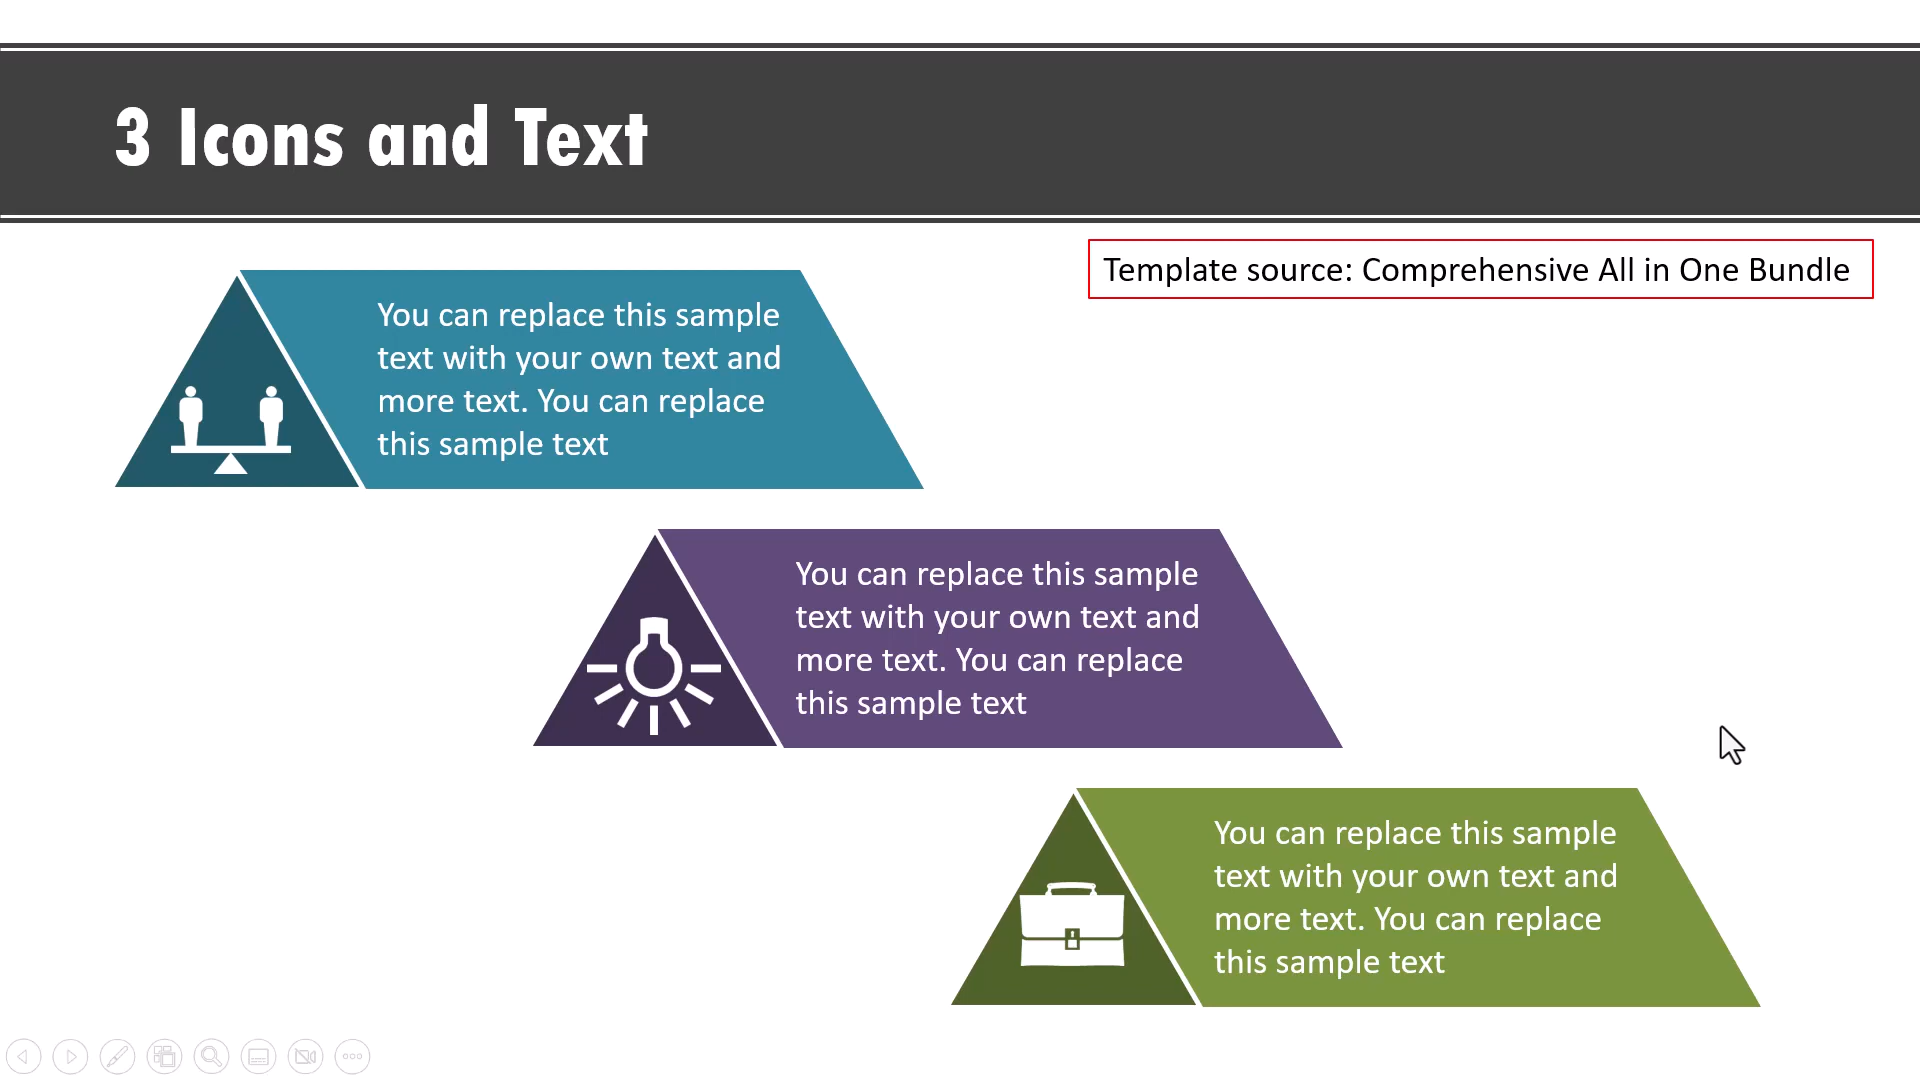 3 Icons and Text
Template source: Comprehensive All in One Bundle
You can replace this sample
text with your own text and
more text. You can replace
this sample text
You can replace this sample
text with your own text and
more text. You can replace
this sample text
You can replace this sample
text with your own text and
more text. You can replace
this sample text